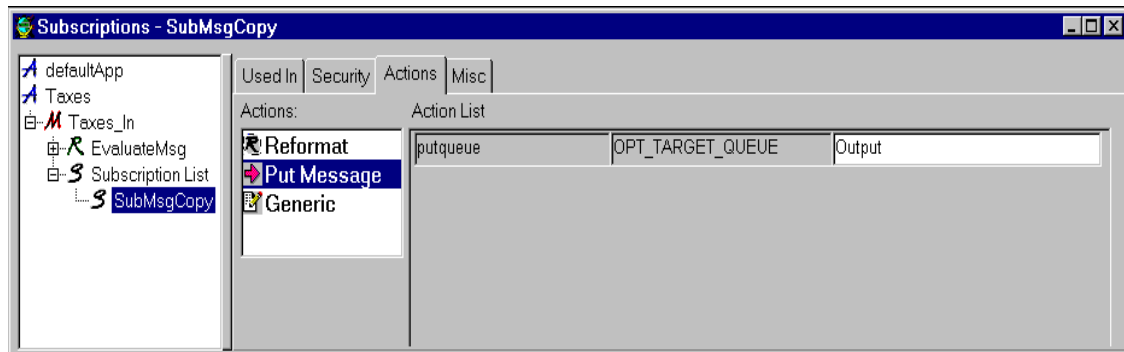 Subscriptions - SubMsgCopy
defaultApp
Taxes
Taxes_In
EvaluateMsg
Subscription List
SubMsgCopy
Used In Security Actions Misc
Actions: Action List
Reformat
Put Message
Generic
putqueue OPT_TARGET_QUEUE Output